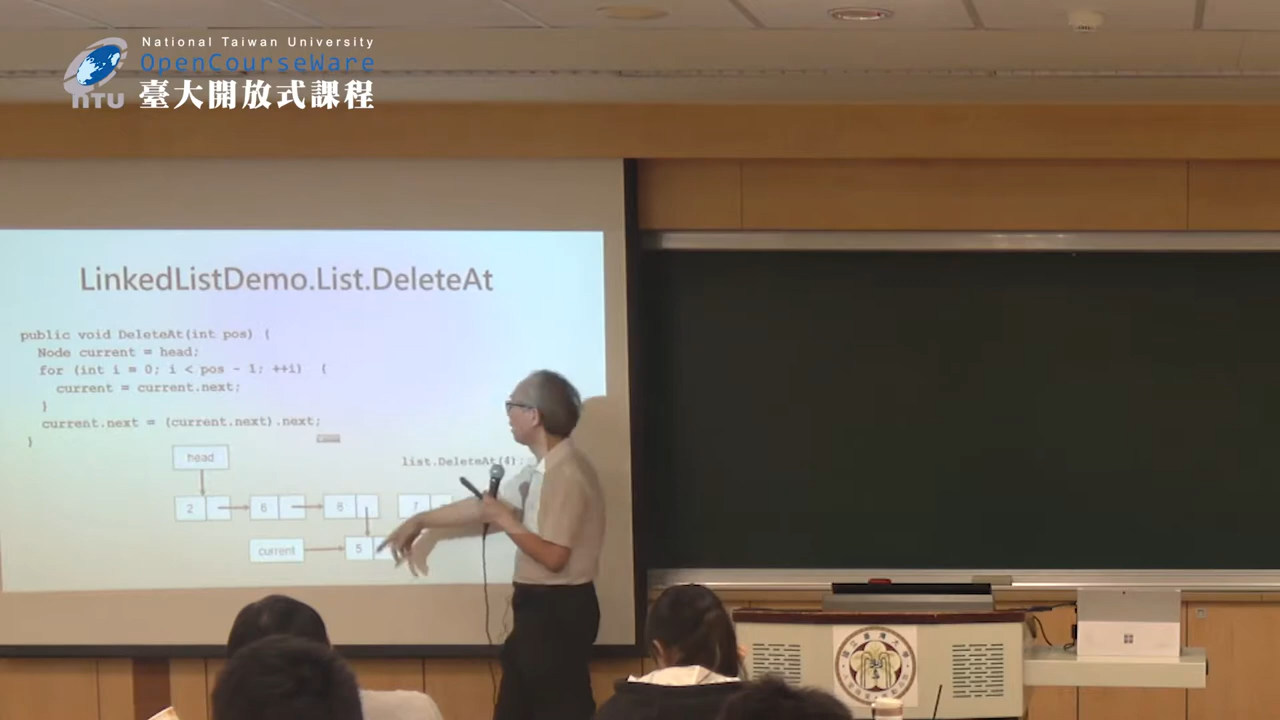 National Taiwan University
OpenCourseWare
NTU 臺大開放式課程
LinkedListDemo.List.DeleteAt
public void DeleteAt(int pos) {
Node current = head;
for (int i = 0; i < pos - 1; ++i) {
current = current.next;
}
current.next = (current.next).next;
}
head
list.DeleteAt(4);
2 6 8 7
current 5